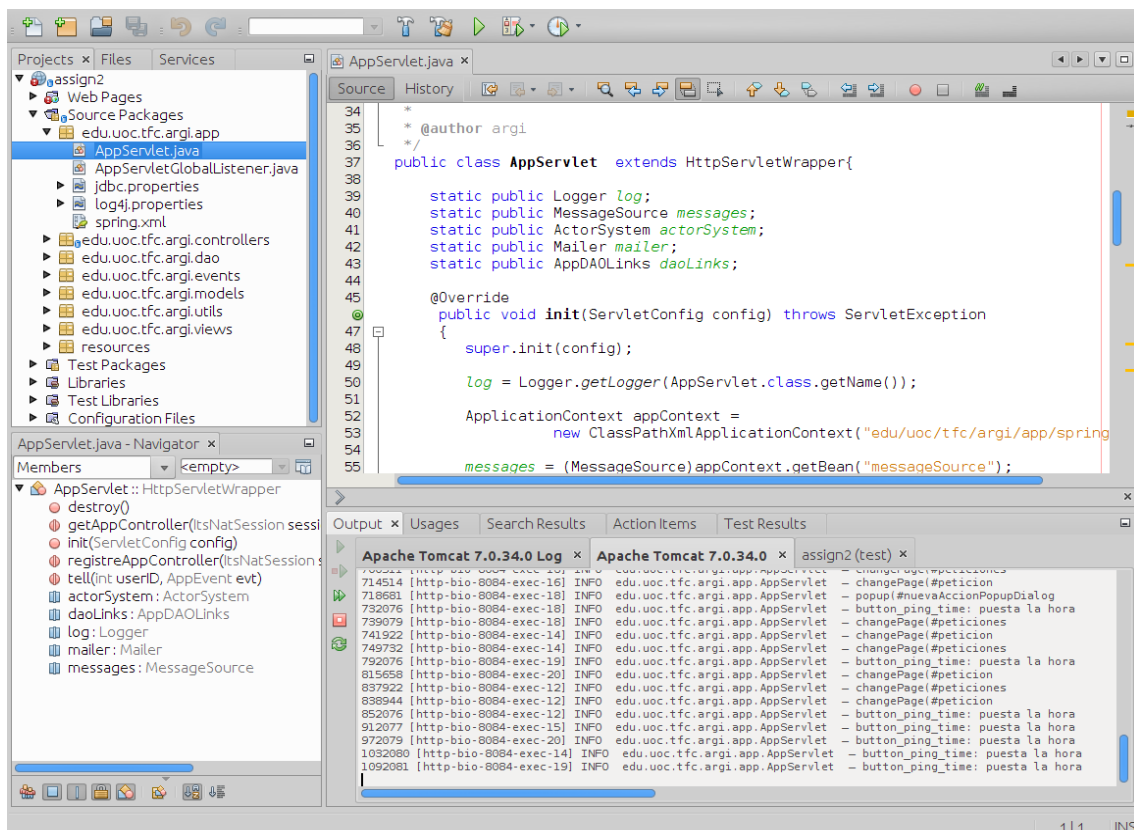 Projects × Files Services
assign2
Web Pages
Source Packages
edu.uoc.tfc.argi.app
AppServlet.java
AppServletGlobalListener.java
jdbc.properties
log4j.properties
spring.xml
edu.uoc.tfc.argi.controllers
edu.uoc.tfc.argi.dao
edu.uoc.tfc.argi.events
edu.uoc.tfc.argi.models
edu.uoc.tfc.argi.utils
edu.uoc.tfc.argi.views
resources
Test Packages
Libraries
Test Libraries
Configuration Files
AppServlet.java - Navigator ×
Members <empty>
AppServlet :: HttpServletWrapper
destroy()
getAppController(ItsNatSession sessi
init(ServletConfig config)
registreAppController(ItsNatSession s
tell(int userID, AppEvent evt)
actorSystem : ActorSystem
daoLinks : AppDAOLinks
log : Logger
mailer : Mailer
messages : MessageSource
AppServlet.java ×
Source History
34 *
35 * @author argi
36 */
37 public class AppServlet extends HttpServletWrapper{
38
39 static public Logger log;
40 static public MessageSource messages;
41 static public ActorSystem actorSystem;
42 static public Mailer mailer;
43 static public AppDAOLinks daoLinks;
44
45 @Override
public void init(ServletConfig config) throws ServletException
47 {
48 super.init(config);
49
50 log = Logger.getLogger(AppServlet.class.getName());
51
52 ApplicationContext appContext =
53 new ClassPathXmlApplicationContext("edu/uoc/tfc/argi/app/spring
54
55 messages = (MessageSource)appContext.getBean("messageSource");
Output × Usages Search Results Action Items Test Results
Apache Tomcat 7.0.34.0 Log × Apache Tomcat 7.0.34.0 × assign2 (test) ×
714514 [http-bio-8084-exec-16] INFO edu.uoc.tfc.argi.app.AppServlet – changePage(#peticion
718681 [http-bio-8084-exec-18] INFO edu.uoc.tfc.argi.app.AppServlet – popup(#nuevaAccionPopupDialog
732076 [http-bio-8084-exec-18] INFO edu.uoc.tfc.argi.app.AppServlet – button_ping_time: puesta la hora
739079 [http-bio-8084-exec-18] INFO edu.uoc.tfc.argi.app.AppServlet – changePage(#peticiones
741922 [http-bio-8084-exec-14] INFO edu.uoc.tfc.argi.app.AppServlet – changePage(#peticion
749732 [http-bio-8084-exec-14] INFO edu.uoc.tfc.argi.app.AppServlet – changePage(#peticiones
792076 [http-bio-8084-exec-19] INFO edu.uoc.tfc.argi.app.AppServlet – button_ping_time: puesta la hora
815658 [http-bio-8084-exec-20] INFO edu.uoc.tfc.argi.app.AppServlet – changePage(#peticion
837922 [http-bio-8084-exec-12] INFO edu.uoc.tfc.argi.app.AppServlet – changePage(#peticiones
838944 [http-bio-8084-exec-12] INFO edu.uoc.tfc.argi.app.AppServlet – changePage(#peticion
852076 [http-bio-8084-exec-12] INFO edu.uoc.tfc.argi.app.AppServlet – button_ping_time: puesta la hora
912077 [http-bio-8084-exec-15] INFO edu.uoc.tfc.argi.app.AppServlet – button_ping_time: puesta la hora
972079 [http-bio-8084-exec-20] INFO edu.uoc.tfc.argi.app.AppServlet – button_ping_time: puesta la hora
1032080 [http-bio-8084-exec-14] INFO edu.uoc.tfc.argi.app.AppServlet – button_ping_time: puesta la hora
1092081 [http-bio-8084-exec-19] INFO edu.uoc.tfc.argi.app.AppServlet – button_ping_time: puesta la hora
1 | 1 INS